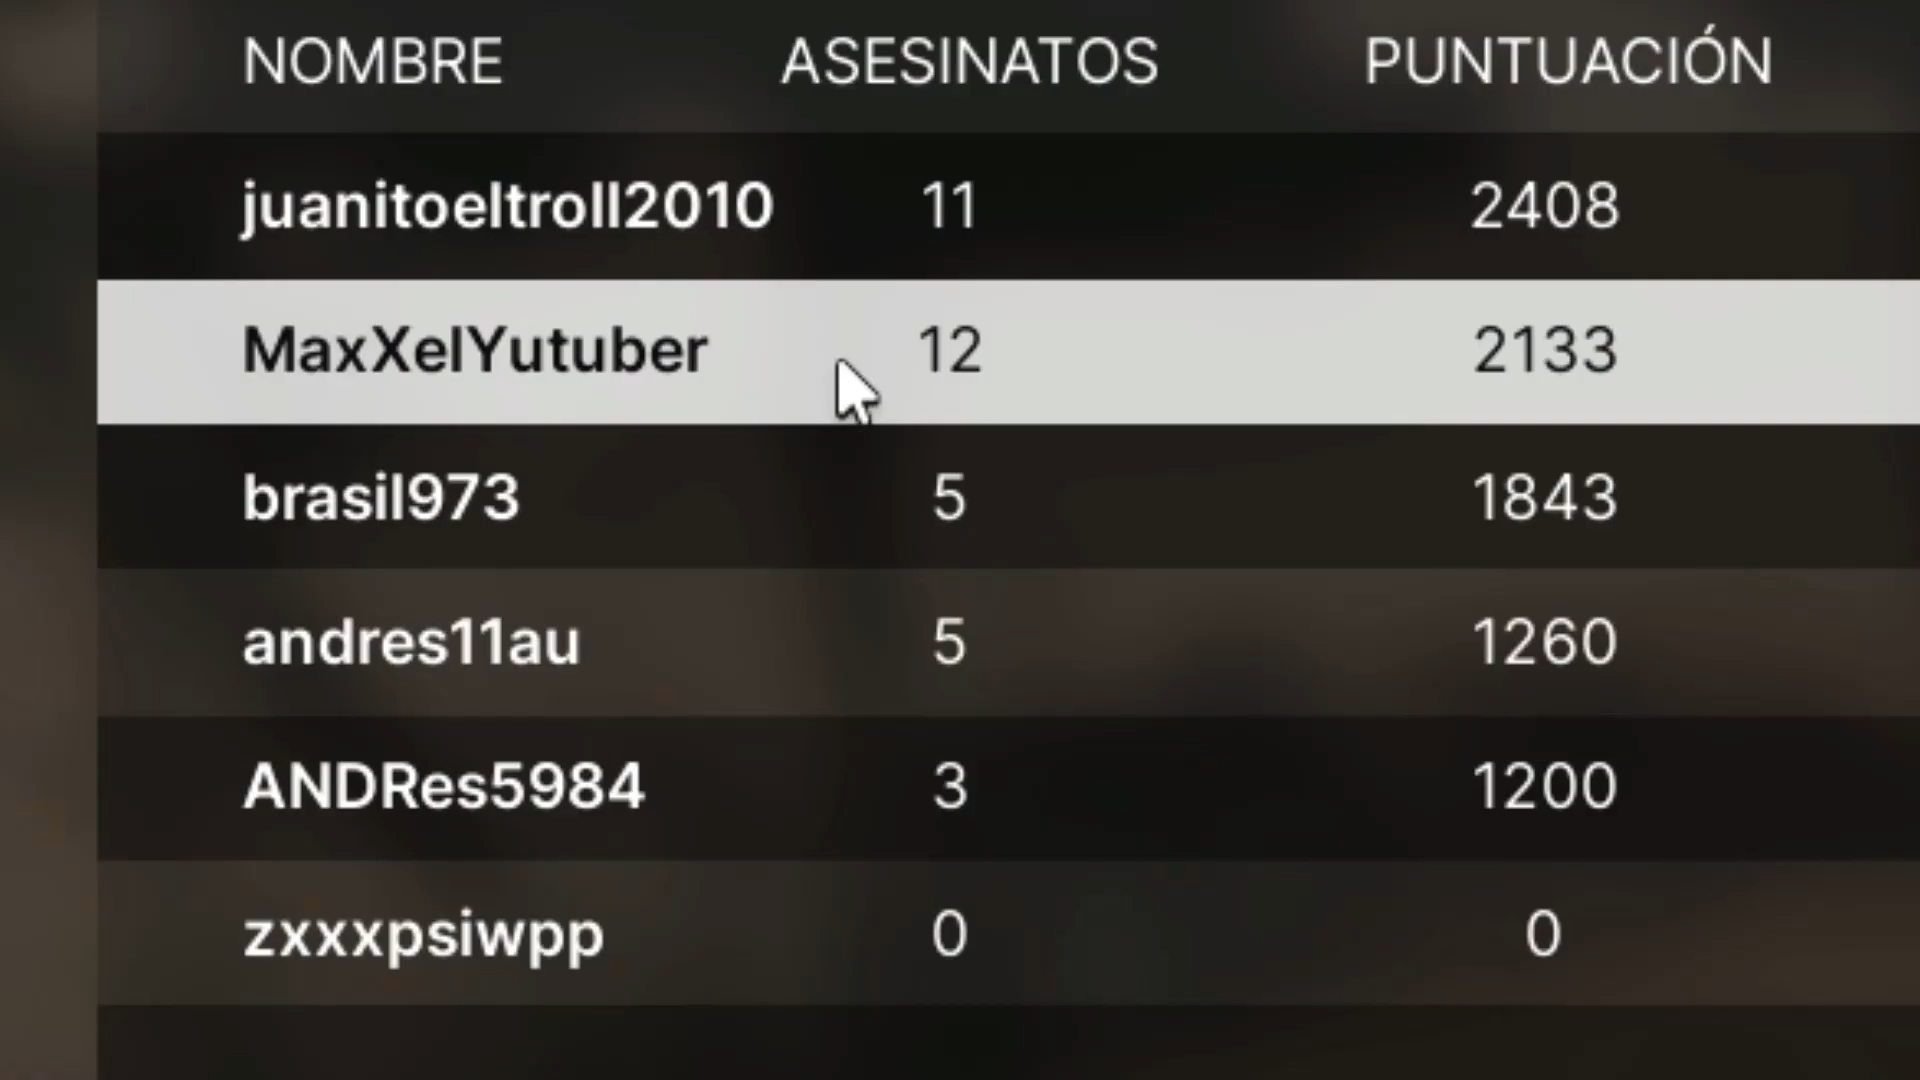 NOMBRE ASESINATOS PUNTUACIÓN
juanitoeltroll2010 11 2408
MaxXelYutuber 12 2133
brasil973 5 1843
andres11au 5 1260
ANDRes5984 3 1200
zxxxpsiwpp 0 0